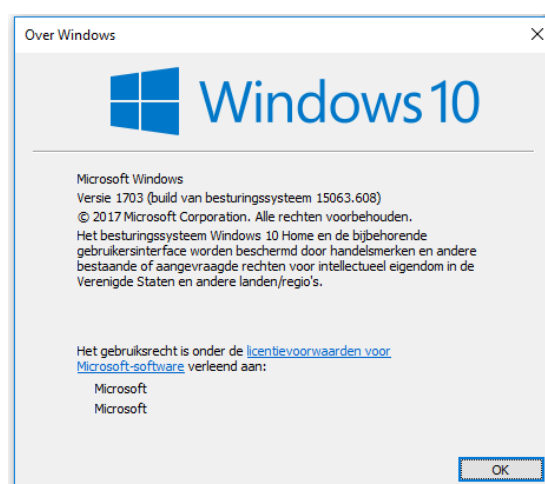 Over Windows
Windows 10
Microsoft Windows
Versie 1703 (build van besturingssysteem 15063.608)
© 2017 Microsoft Corporation. Alle rechten voorbehouden.
Het besturingssysteem Windows 10 Home en de bijbehorende
gebruikersinterface worden beschermd door handelsmerken en andere
bestaande of aangevraagde rechten voor intellectueel eigendom in de
Verenigde Staten en andere landen/regio's.
Het gebruiksrecht is onder de licentievoorwaarden voor
Microsoft-software verleend aan:
Microsoft
Microsoft
OK